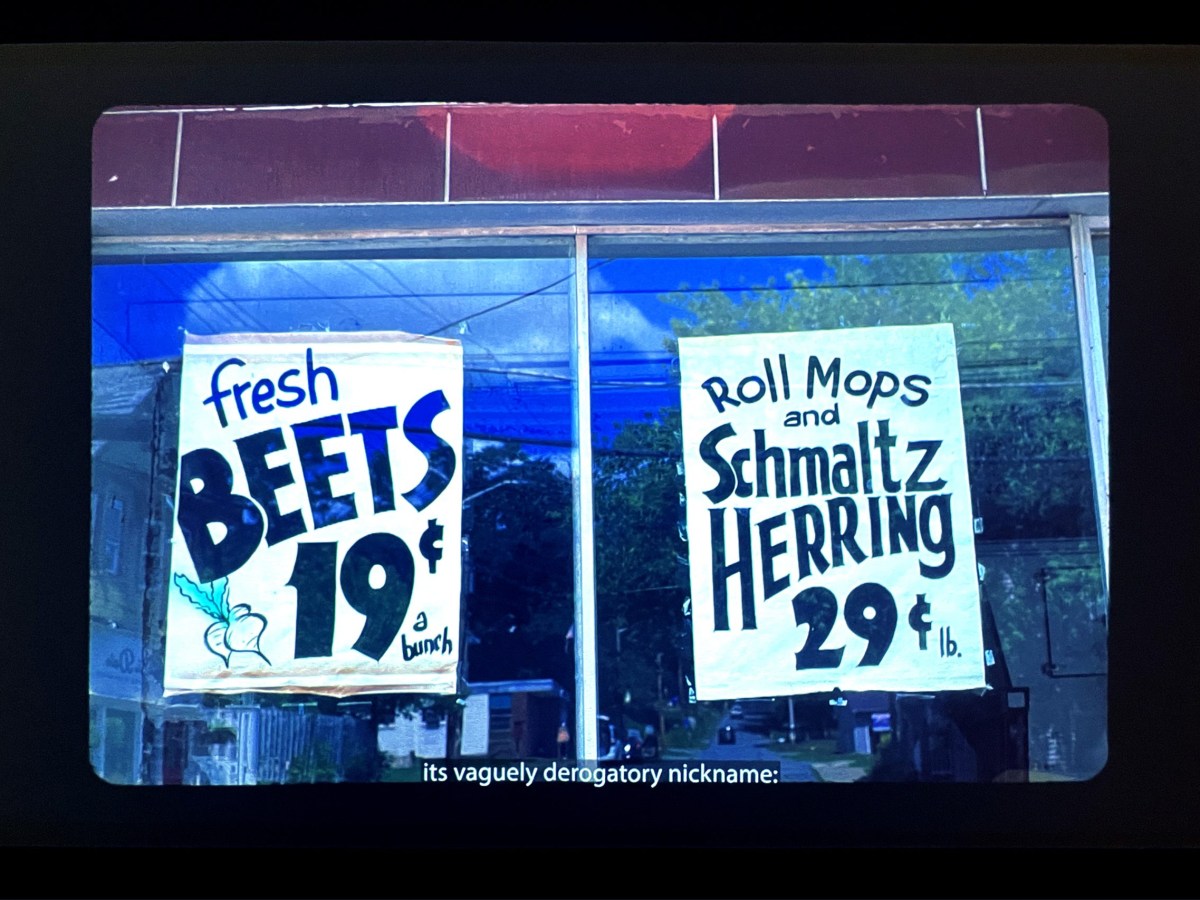 fresh
BEETS
19¢
a
bunch
Roll Mops
and
Schmaltz
HERRING
29¢ lb.
its vaguely derogatory nickname: